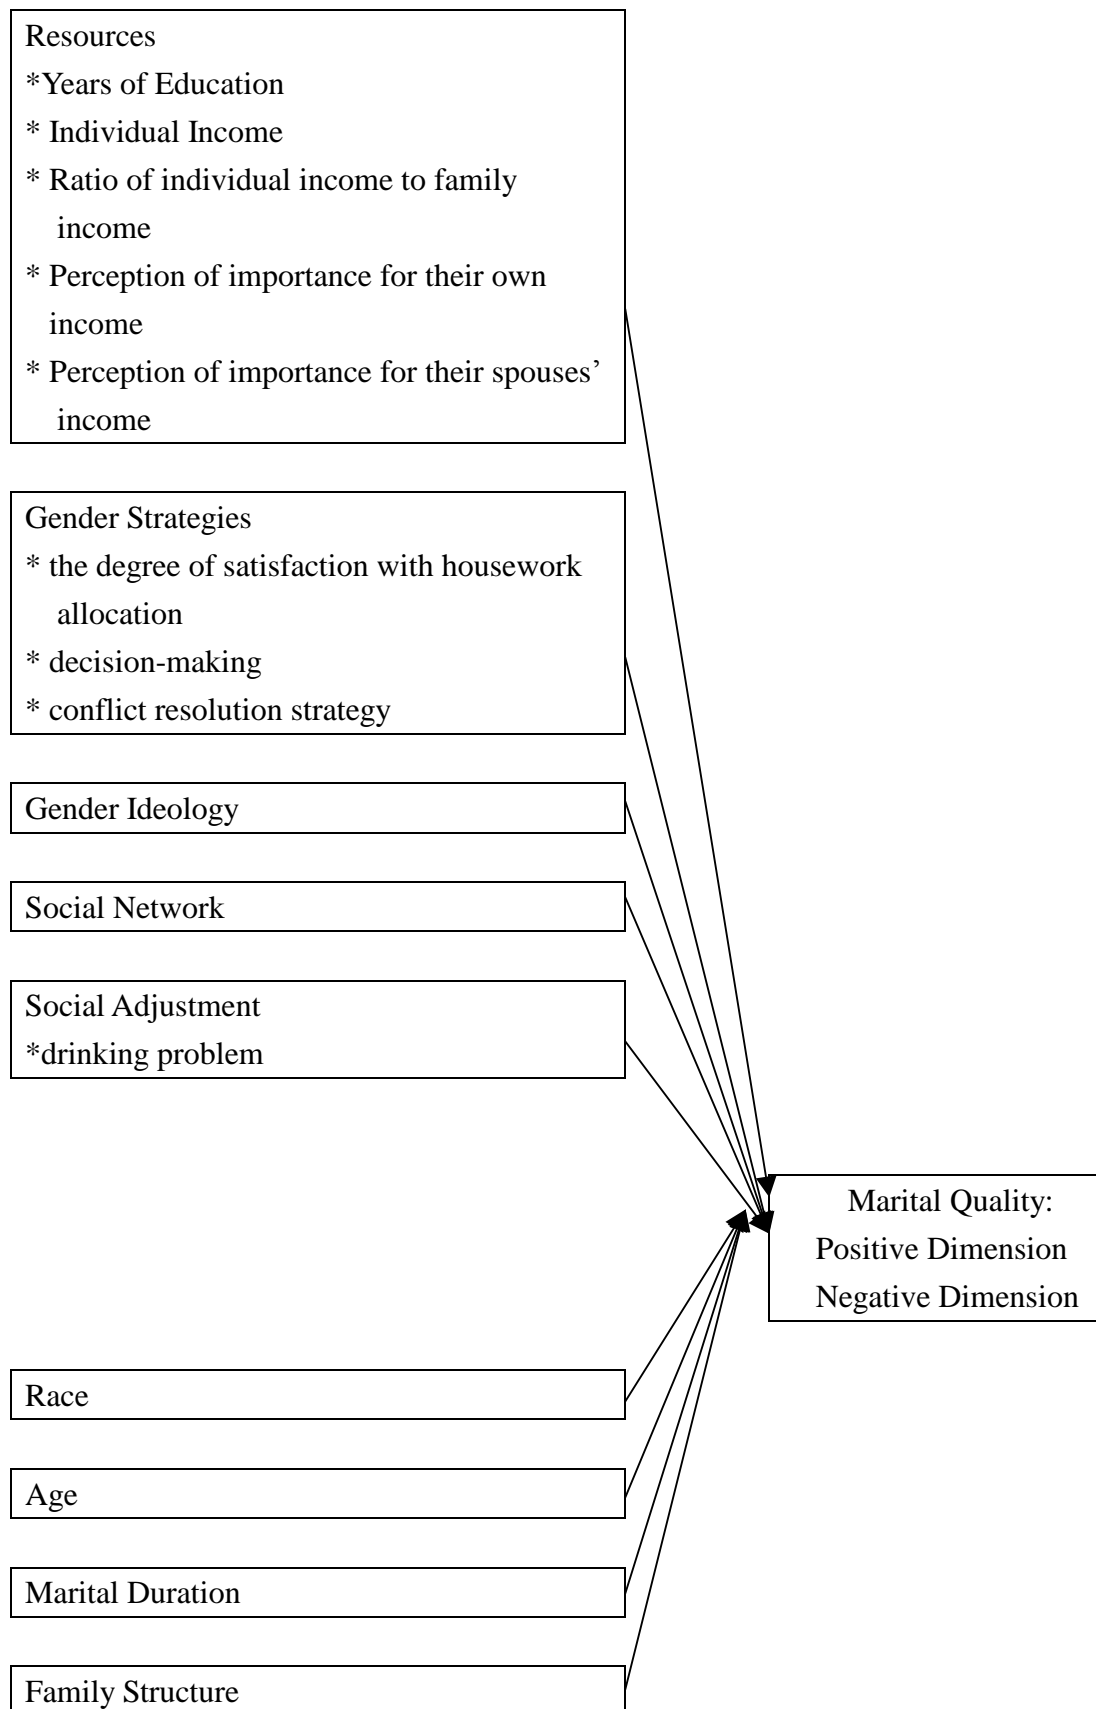 Resources
*Years of Education
* Individual Income
* Ratio of individual income to family
income
* Perception of importance for their own
income
* Perception of importance for their spouses’
income
Gender Strategies
* the degree of satisfaction with housework
allocation
* decision-making
* conflict resolution strategy
Gender Ideology
Social Network
Social Adjustment
*drinking problem
Marital Quality:
Positive Dimension
Negative Dimension
Race
Age
Marital Duration
Family Structure